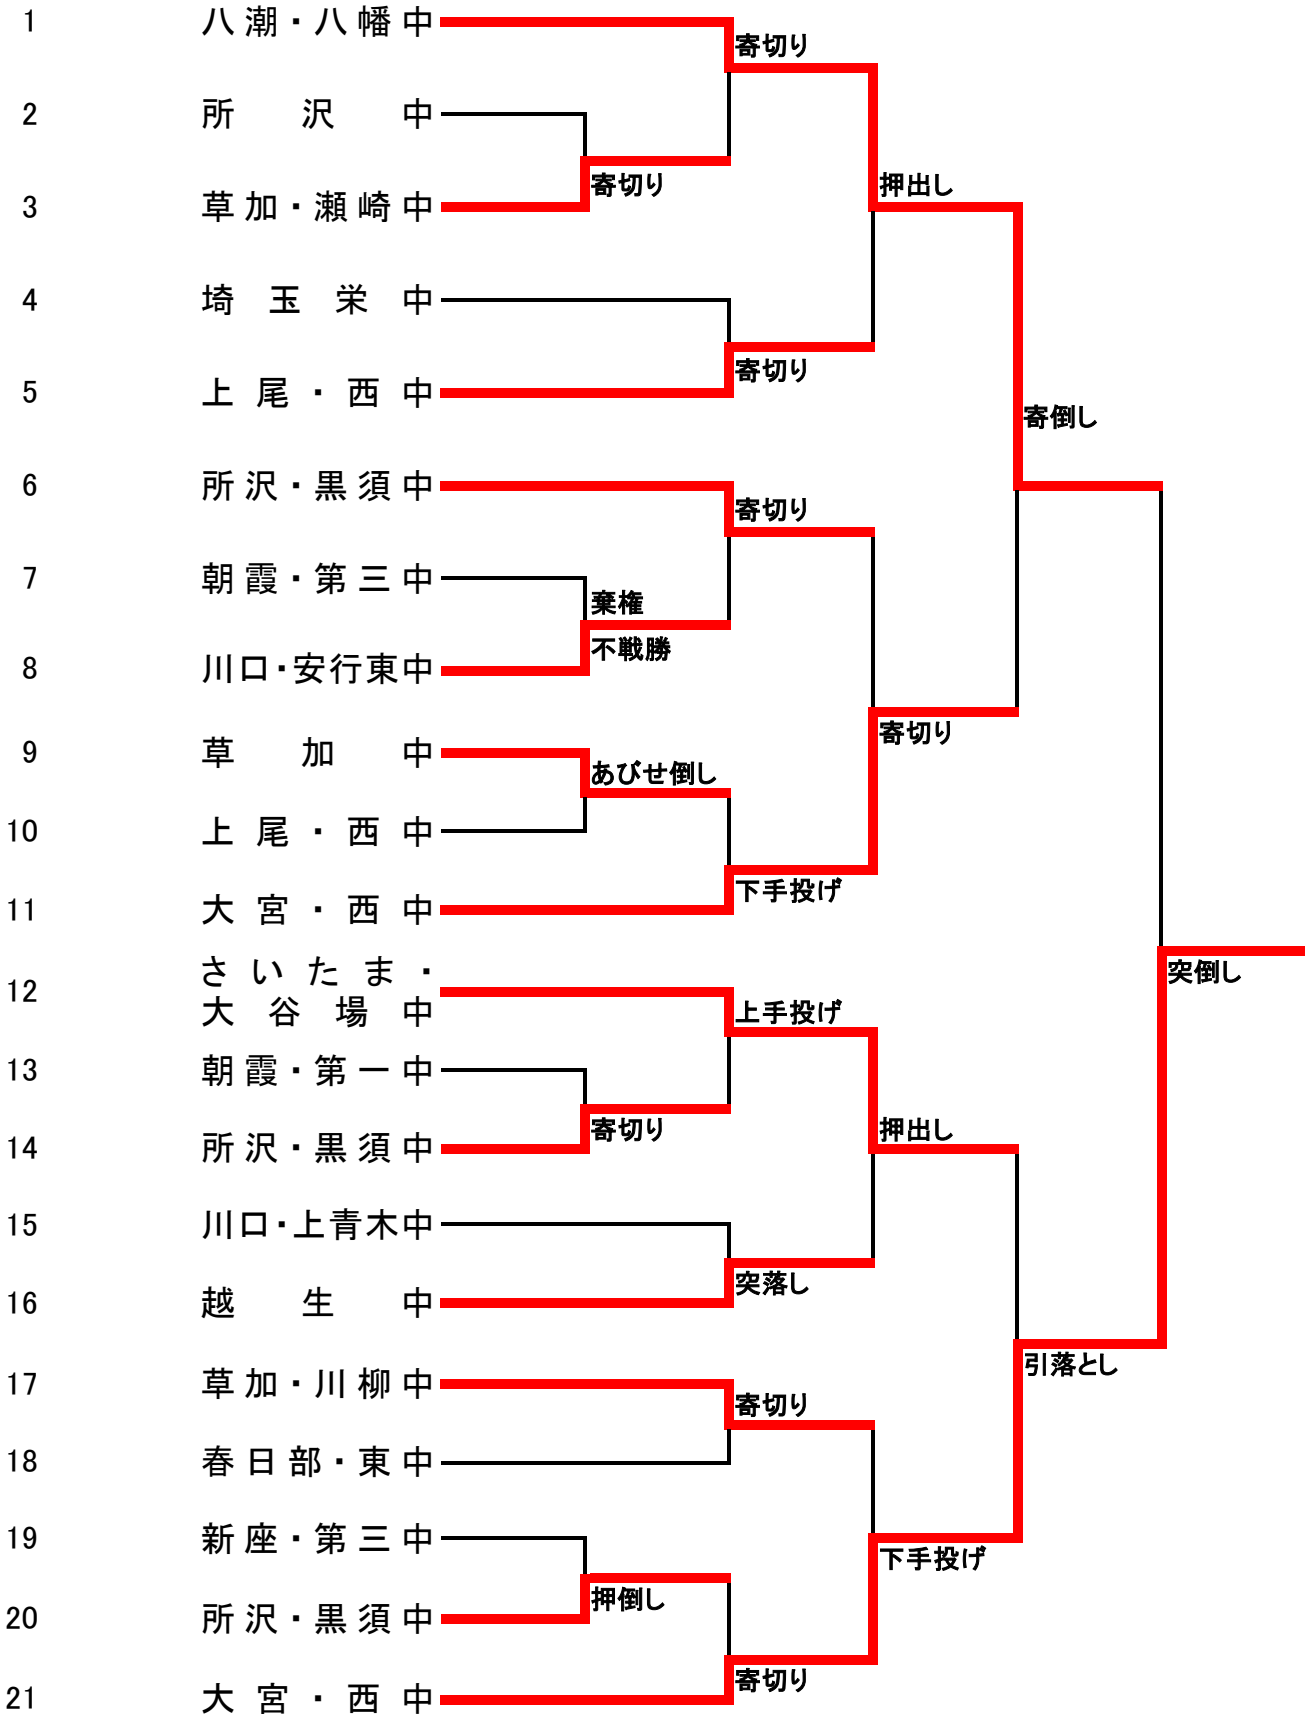 1 八潮・八幡中
寄切り
2 所沢中
寄切り
3 草加・瀬崎中
押出し
4 埼玉栄中
寄切り
5 上尾・西中
寄倒し
6 所沢・黒須中
寄切り
7 朝霞・第三中
棄権
不戦勝
8 川口・安行東中
寄切り
9 草加中
あびせ倒し
10 上尾・西中
下手投げ
11 大宮・西中
突倒し
12 さいたま・
大谷場中
上手投げ
13 朝霞・第一中
寄切り
押出し
14 所沢・黒須中
15 川口・上青木中
突落し
16 越生中
引落とし
17 草加・川柳中
寄切り
18 春日部・東中
19 新座・第三中
下手投げ
押倒し
20 所沢・黒須中
寄切り
21 大宮・西中